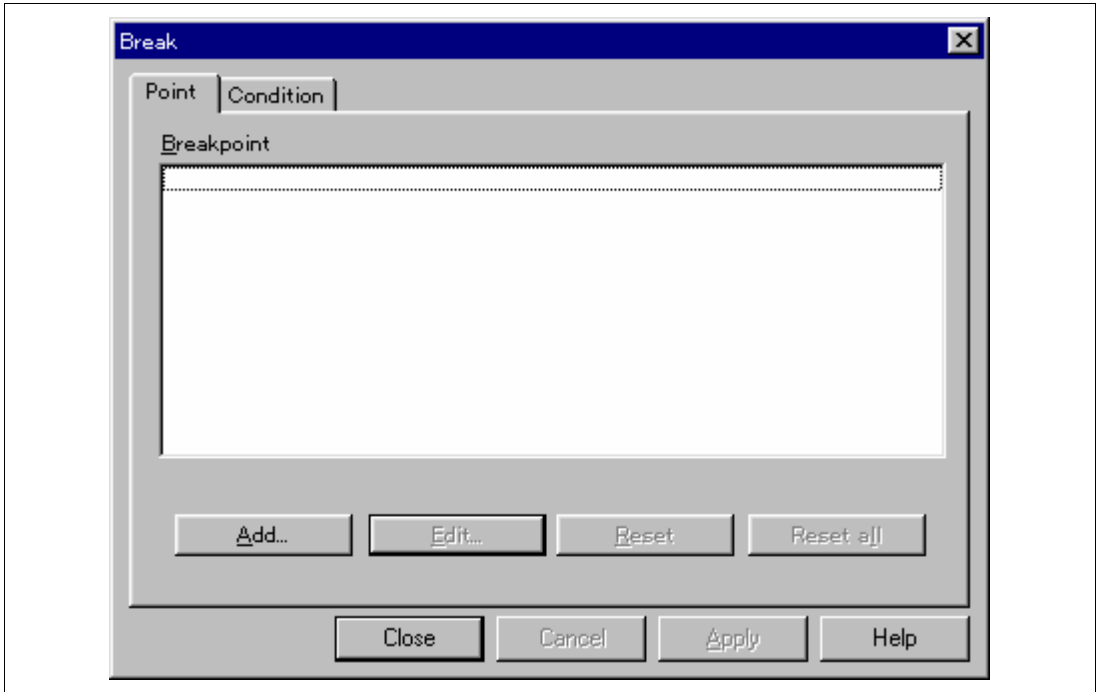 Break
Point Condition
Breakpoint
Add... Edit... Reset Reset all
Close Cancel Apply Help